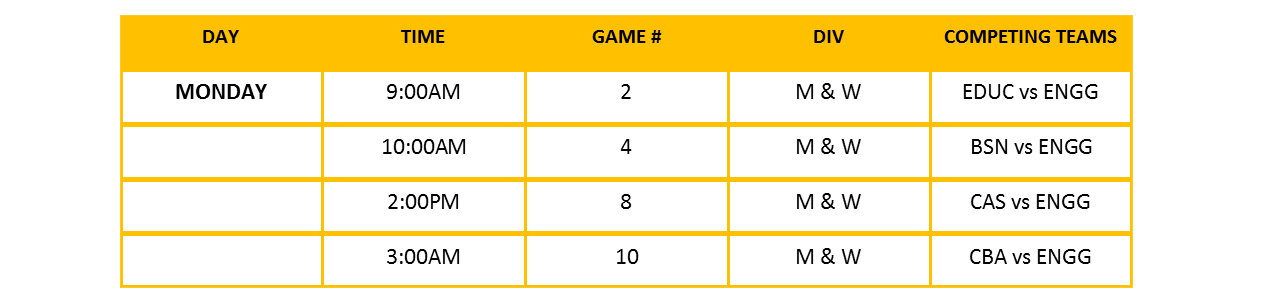 DAY TIME GAME # DIV COMPETING TEAMS
MONDAY 9:00AM 2 M & W EDUC vs ENGG
10:00AM 4 M & W BSN vs ENGG
2:00PM 8 M & W CAS vs ENGG
3:00AM 10 M & W CBA vs ENGG